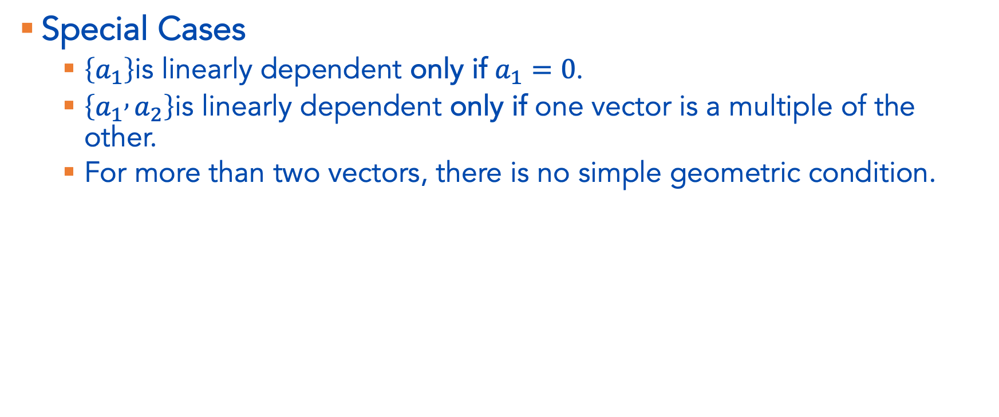 Special Cases
{a₁}is linearly dependent only if a₁ = 0.
{a₁, a₂}is linearly dependent only if one vector is a multiple of the
other.
For more than two vectors, there is no simple geometric condition.